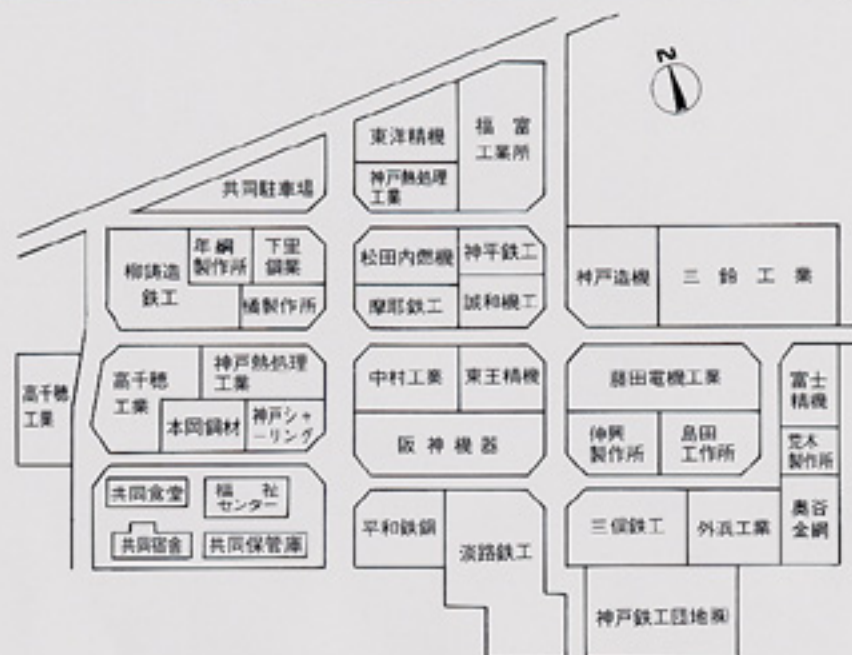 N
東洋精機
福富
工業所
神戸熱処理
工業
共同駐車場
柳鋳造
鉄工
年綱
製作所
下里
鋼業
橘製作所
松田内燃機
神平鉄工
摩耶鉄工
誠和機工
神戸造機
三鈴工業
高千穂
工業
高千穂
工業
神戸熱処理
工業
本岡鋼材
神戸シャ
ーリング
中村工業
東王精機
阪神機器
藤田電機工業
伸興
製作所
島田
工作所
富士
精機
荒木
製作所
奥谷
金網
共同食堂
福祉
センター
共同宿舎
共同保管庫
平和鉄鋼
淡路鉄工
三俣鉄工
外浜工業
神戸鉄工団地㈱